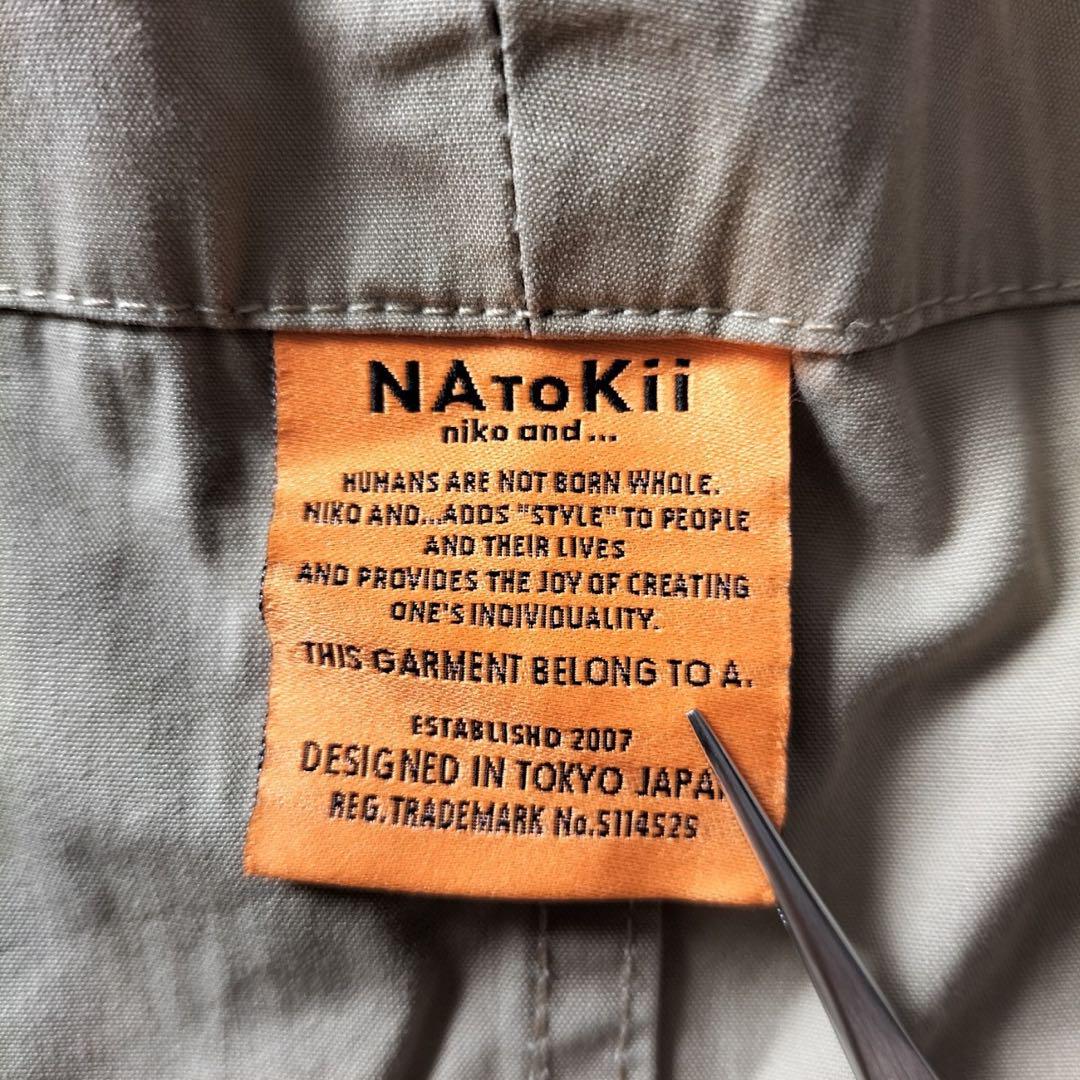 NATOKii
niko and ...
HUMANS ARE NOT BORN WHOLE.
NIKO AND...ADDS "STYLE" TO PEOPLE
AND THEIR LIVES
AND PROVIDES THE JOY OF CREATING
ONE'S INDIVIDUALITY.
THIS GARMENT BELONG TO A.
ESTABLISHD 2007
DESIGNED IN TOKYO JAPAN
REG.TRADEMARK No.5114525